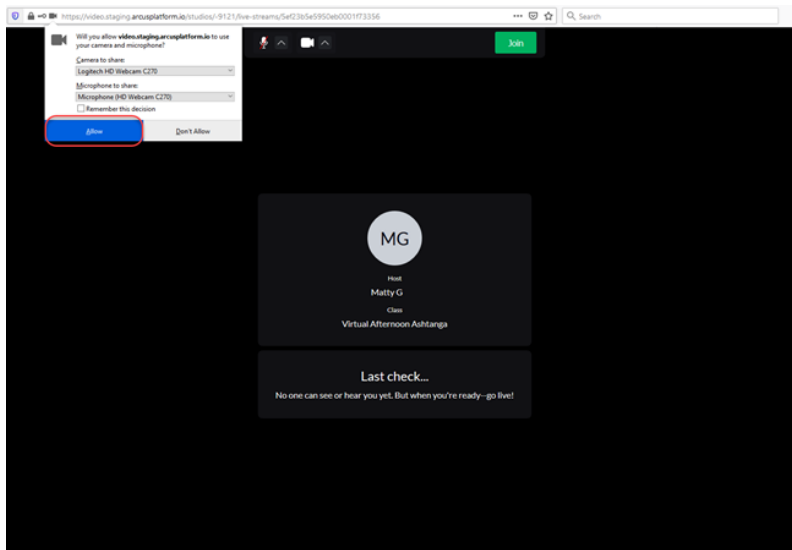 https://video.staging.arcusplatform.io/studios/-9121/live-streams/5ef23b5e5950eb0001f73356
Search
Will you allow video.staging.arcusplatform.io to use
your camera and microphone?
Camera to share:
Logitech HD Webcam C270
Microphone to share:
Microphone (HD Webcam C270)
Remember this decision
Allow
Don't Allow
Join
MG
Host
Matty G
Class
Virtual Afternoon Ashtanga
Last check...
No one can see or hear you yet. But when you're ready--go live!